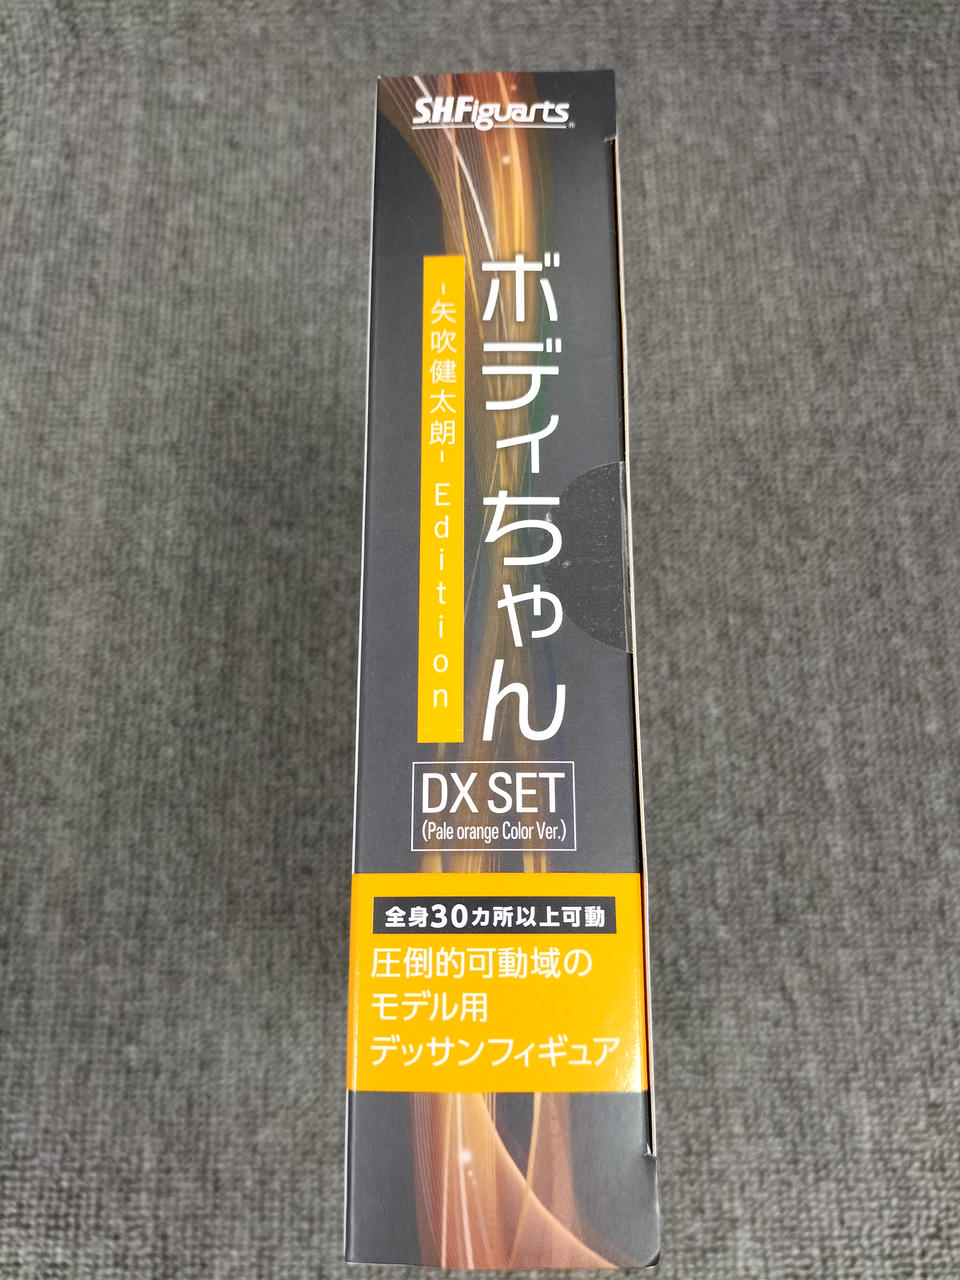 S.H.Figuarts®
ボディちゃん
-矢吹健太朗- Edition
DX SET
(Pale orange Color Ver.)
全身30カ所以上可動
圧倒的可動域の
モデル用
デッサンフィギュア